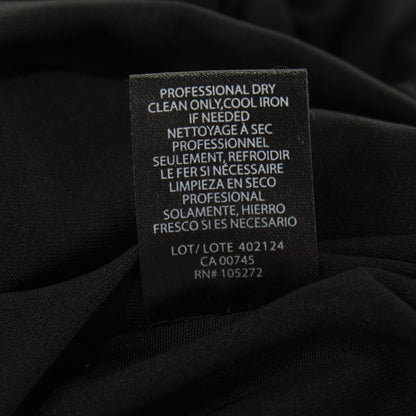 PROFESSIONAL DRY
CLEAN ONLY,COOL IRON
IF NEEDED
NETTOYAGE À SEC
PROFESSIONNEL
SEULEMENT, REFROIDIR
LE FER SI NÉCESSAIRE
LIMPIEZA EN SECO
PROFESIONAL
SOLAMENTE, HIERRO
FRESCO SI ES NECESARIO
LOT/LOTE 402124
CA 00745
RN# 105272